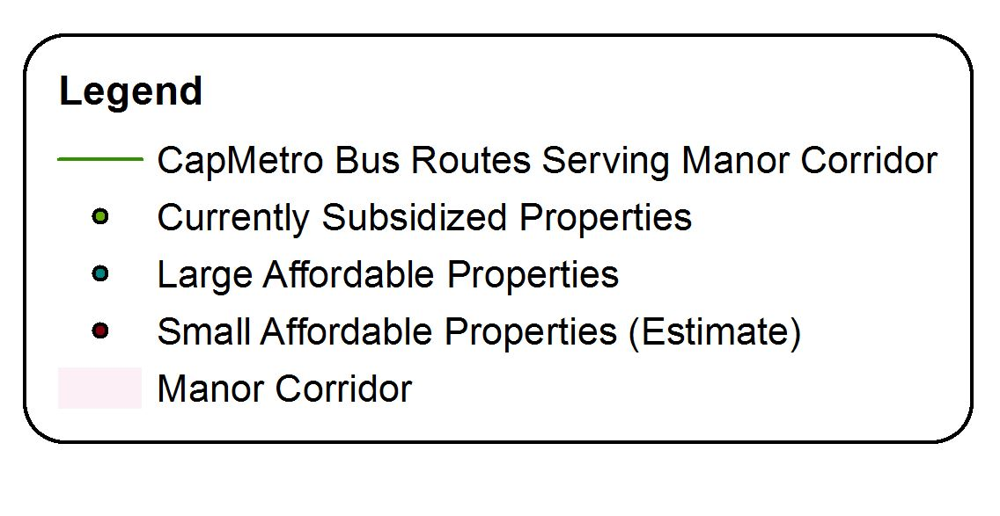 Legend
CapMetro Bus Routes Serving Manor Corridor
Currently Subsidized Properties
Large Affordable Properties
Small Affordable Properties (Estimate)
Manor Corridor